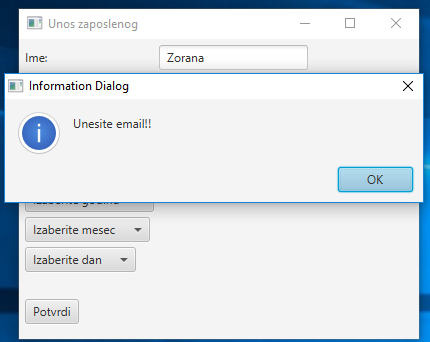 Unos zaposlenog
Ime:
Zorana
Information Dialog
Unesite email!!
OK
Izaberite godinu
Izaberite mesec
Izaberite dan
Potvrdi